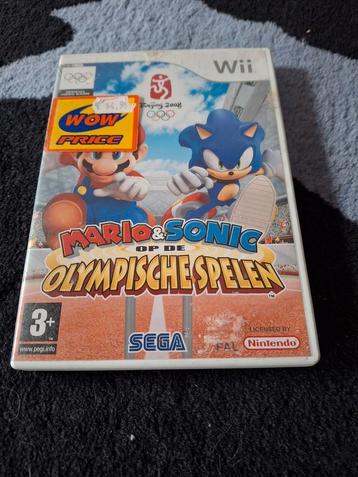 Wii
Beijing 2008
WOW
PRICE
MARIO & SONIC
OP DE
OLYMPISCHE SPELEN
TM
3+
www.pegi.info
SEGA
PAL
LICENSED BY
Nintendo